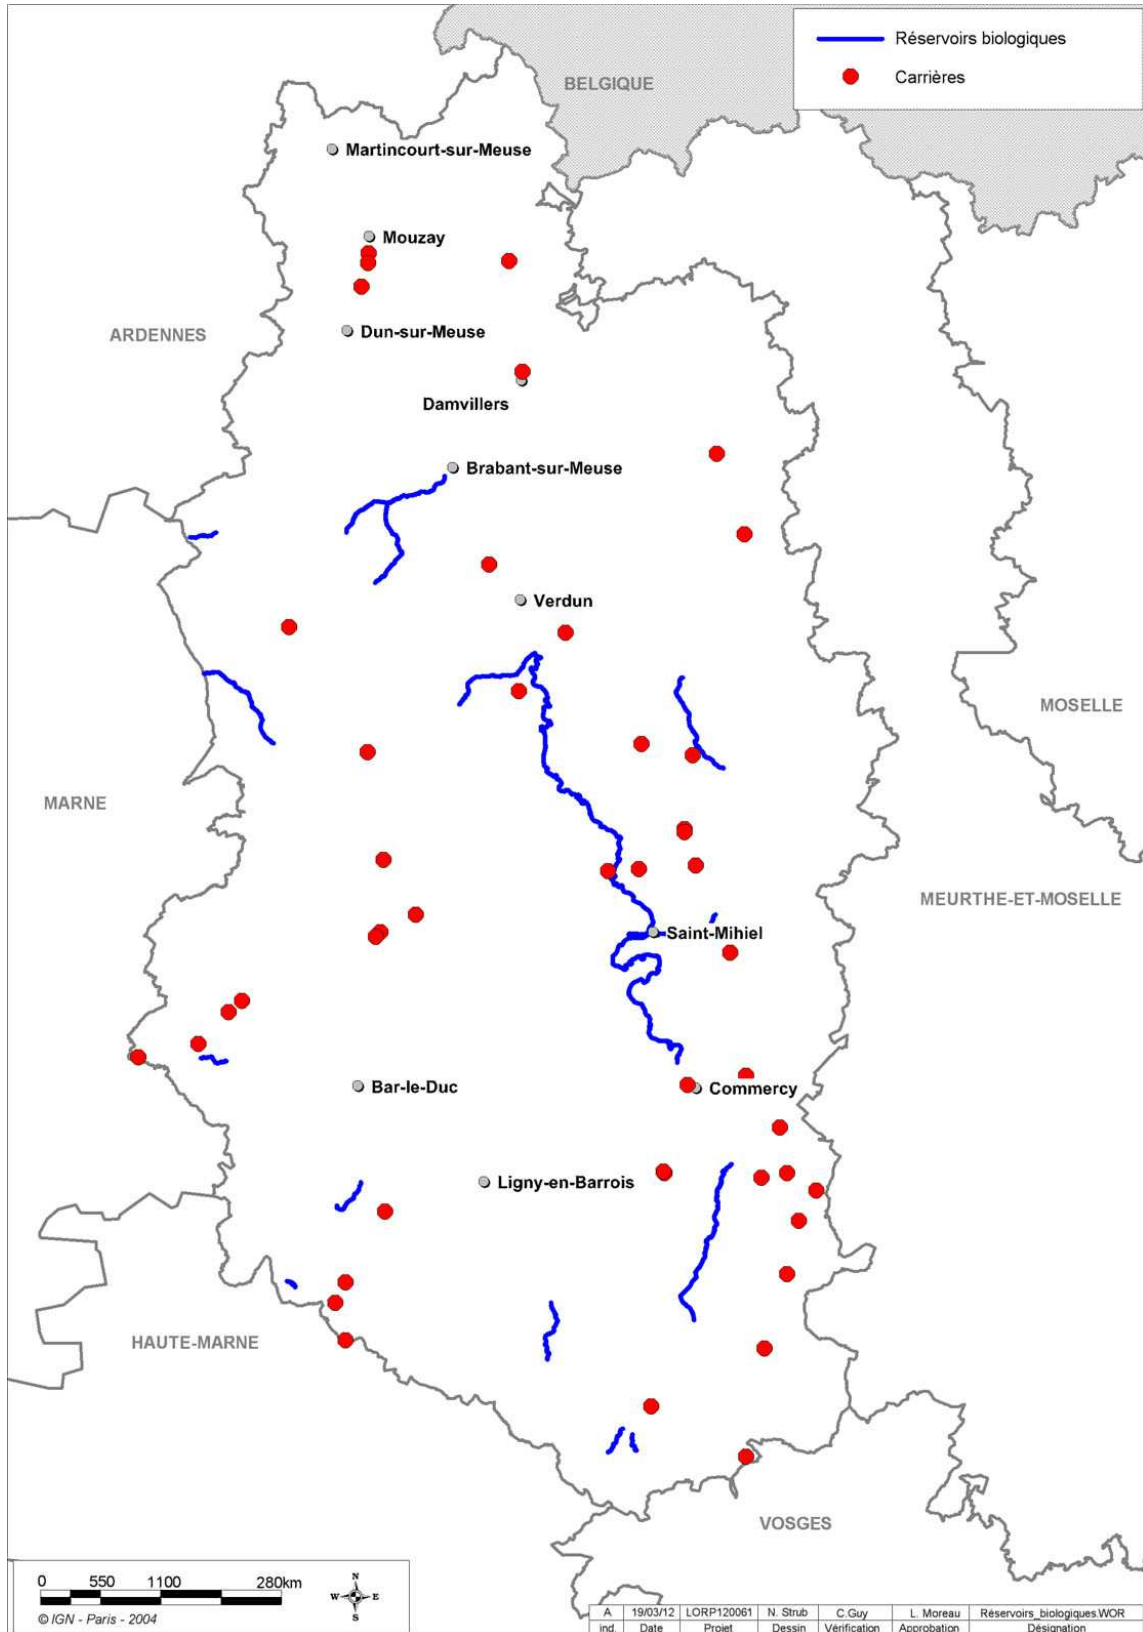 Réservoirs biologiques
Carrières
BELGIQUE
Martincourt-sur-Meuse
Mouzay
ARDENNES
Dun-sur-Meuse
Damvillers
Brabant-sur-Meuse
Verdun
MOSELLE
MARNE
MEURTHE-ET-MOSELLE
Saint-Mihiel
Bar-le-Duc
Commercy
Ligny-en-Barrois
HAUTE-MARNE
VOSGES
0 550 1100 280km
N
W E
S
© IGN - Paris - 2004
A 19/03/12 LORP120061 N. Strub C.Guy L. Moreau Réservoirs_biologiques.WOR
ind. Date Projet Dessin Vérification Approbation Désignation